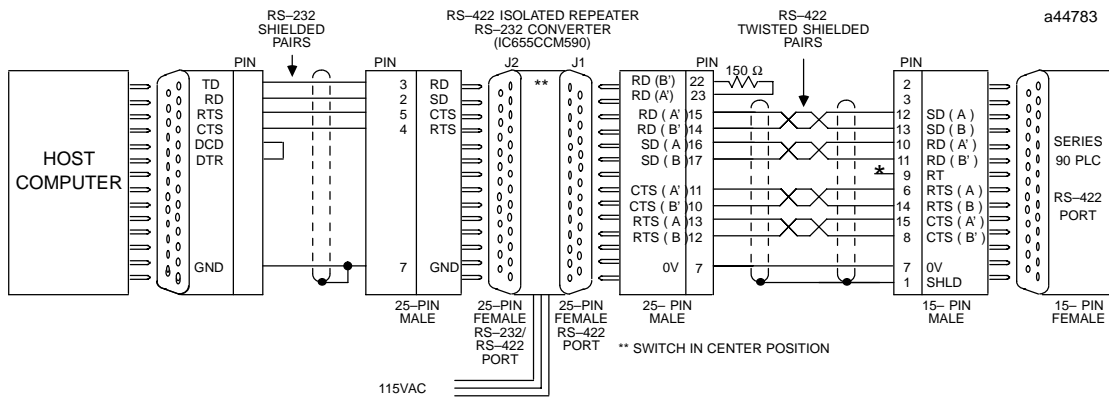 RS–232
SHIELDED
PAIRS
RS–422 ISOLATED REPEATER
RS–232 CONVERTER
(IC655CCM590)
RS–422
TWISTED SHIELDED
PAIRS
a44783
HOST
COMPUTER
PIN
TD
RD
RTS
CTS
DCD
DTR
GND
PIN
3 RD
2 SD
5 CTS
4 RTS
7 GND
25–PIN
MALE
J2 ** J1
25–PIN
FEMALE
RS–232/
RS–422
PORT
25–PIN
FEMALE
RS–422
PORT
115VAC
PIN
150 Ω
RD (B') 22
RD (A') 23
RD ( A' ) 15
RD ( B' ) 14
SD ( A ) 16
SD ( B ) 17
CTS ( A' ) 11
CTS ( B' ) 10
RTS ( A ) 13
RTS ( B ) 12
0V 7
25– PIN
MALE
** SWITCH IN CENTER POSITION
PIN
2
3
12 SD ( A )
13 SD ( B )
10 RD ( A' )
11 RD ( B' )
* 9 RT
6 RTS ( A )
14 RTS ( B )
15 CTS ( A' )
8 CTS ( B' )
7 0V
1 SHLD
15– PIN
MALE
SERIES
90 PLC
RS–422
PORT
15– PIN
FEMALE